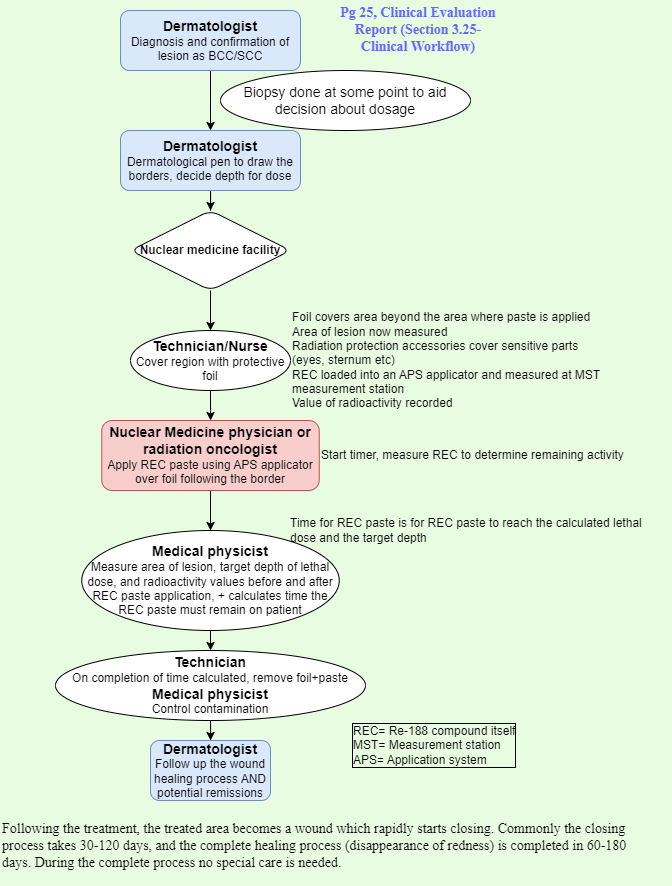 Pg 25, Clinical Evaluation
Report (Section 3.25-
Clinical Workflow)
Dermatologist
Diagnosis and confirmation of
lesion as BCC/SCC
Biopsy done at some point to aid
decision about dosage
Dermatologist
Dermatological pen to draw the
borders, decide depth for dose
Nuclear medicine facility
Technician/Nurse
Cover region with protective
foil
Foil covers area beyond the area where paste is applied
Area of lesion now measured
Radiation protection accessories cover sensitive parts
(eyes, sternum etc)
REC loaded into an APS applicator and measured at MST
measurement station
Value of radioactivity recorded
Nuclear Medicine physician or
radiation oncologist
Apply REC paste using APS applicator
over foil following the border
Start timer, measure REC to determine remaining activity
Time for REC paste is for REC paste to reach the calculated lethal
dose and the target depth
Medical physicist
Measure area of lesion, target depth of lethal
dose, and radioactivity values before and after
REC paste application, + calculates time the
REC paste must remain on patient
Technician
On completion of time calculated, remove foil+paste
Medical physicist
Control contamination
REC= Re-188 compound itself
MST= Measurement station
APS= Application system
Dermatologist
Follow up the wound
healing process AND
potential remissions
Following the treatment, the treated area becomes a wound which rapidly starts closing. Commonly the closing
process takes 30-120 days, and the complete healing process (disappearance of redness) is completed in 60-180
days. During the complete process no special care is needed.